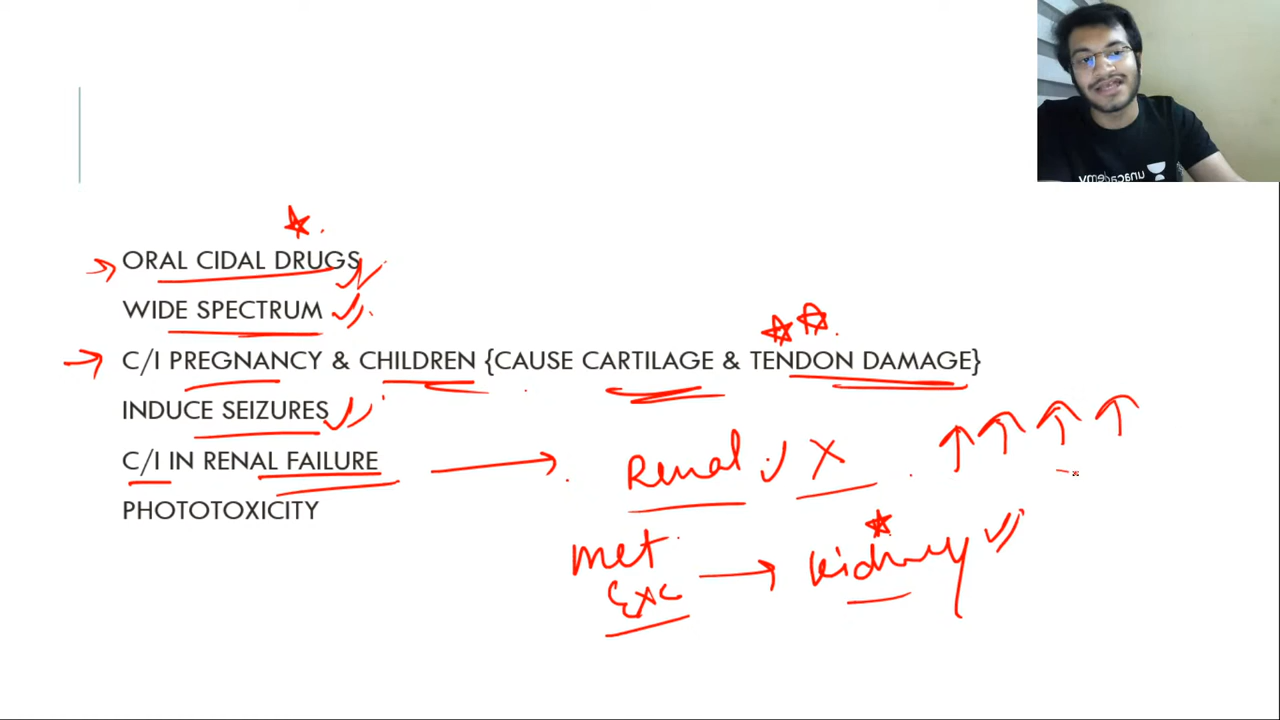 unacademy
ORAL CIDAL DRUGS
WIDE SPECTRUM
C/I PREGNANCY & CHILDREN {CAUSE CARTILAGE & TENDON DAMAGE}
INDUCE SEIZURES
C/I IN RENAL FAILURE
Renal
PHOTOTOXICITY
Met
Exc → kidney